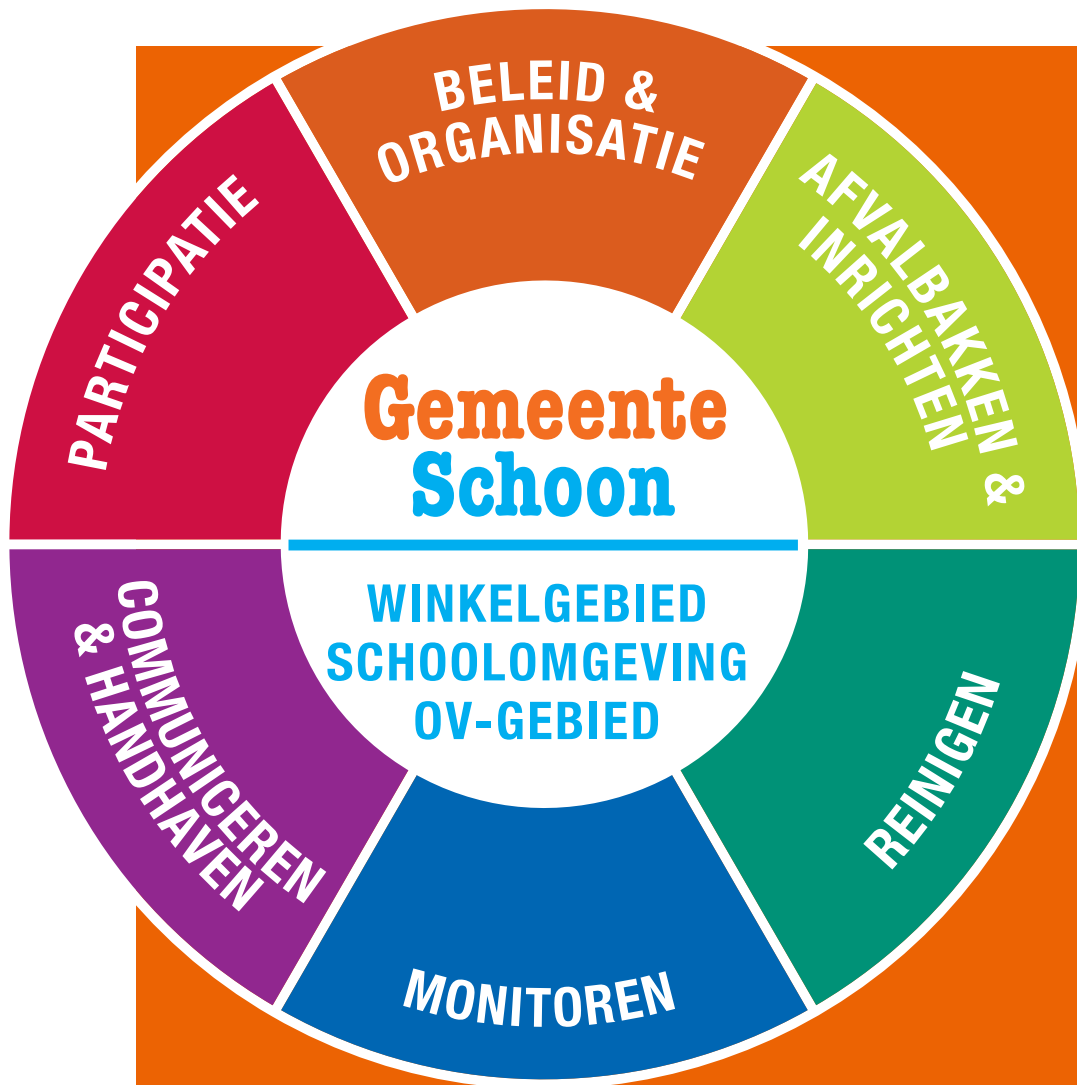 BELEID &
ORGANISATIE
AFVALBAKKEN &
INRICHTEN
REINIGEN
MONITOREN
COMMUNICEREN
& HANDHAVEN
PARTICIPATIE
Gemeente
Schoon
WINKELGEBIED
SCHOOLOMGEVING
OV-GEBIED